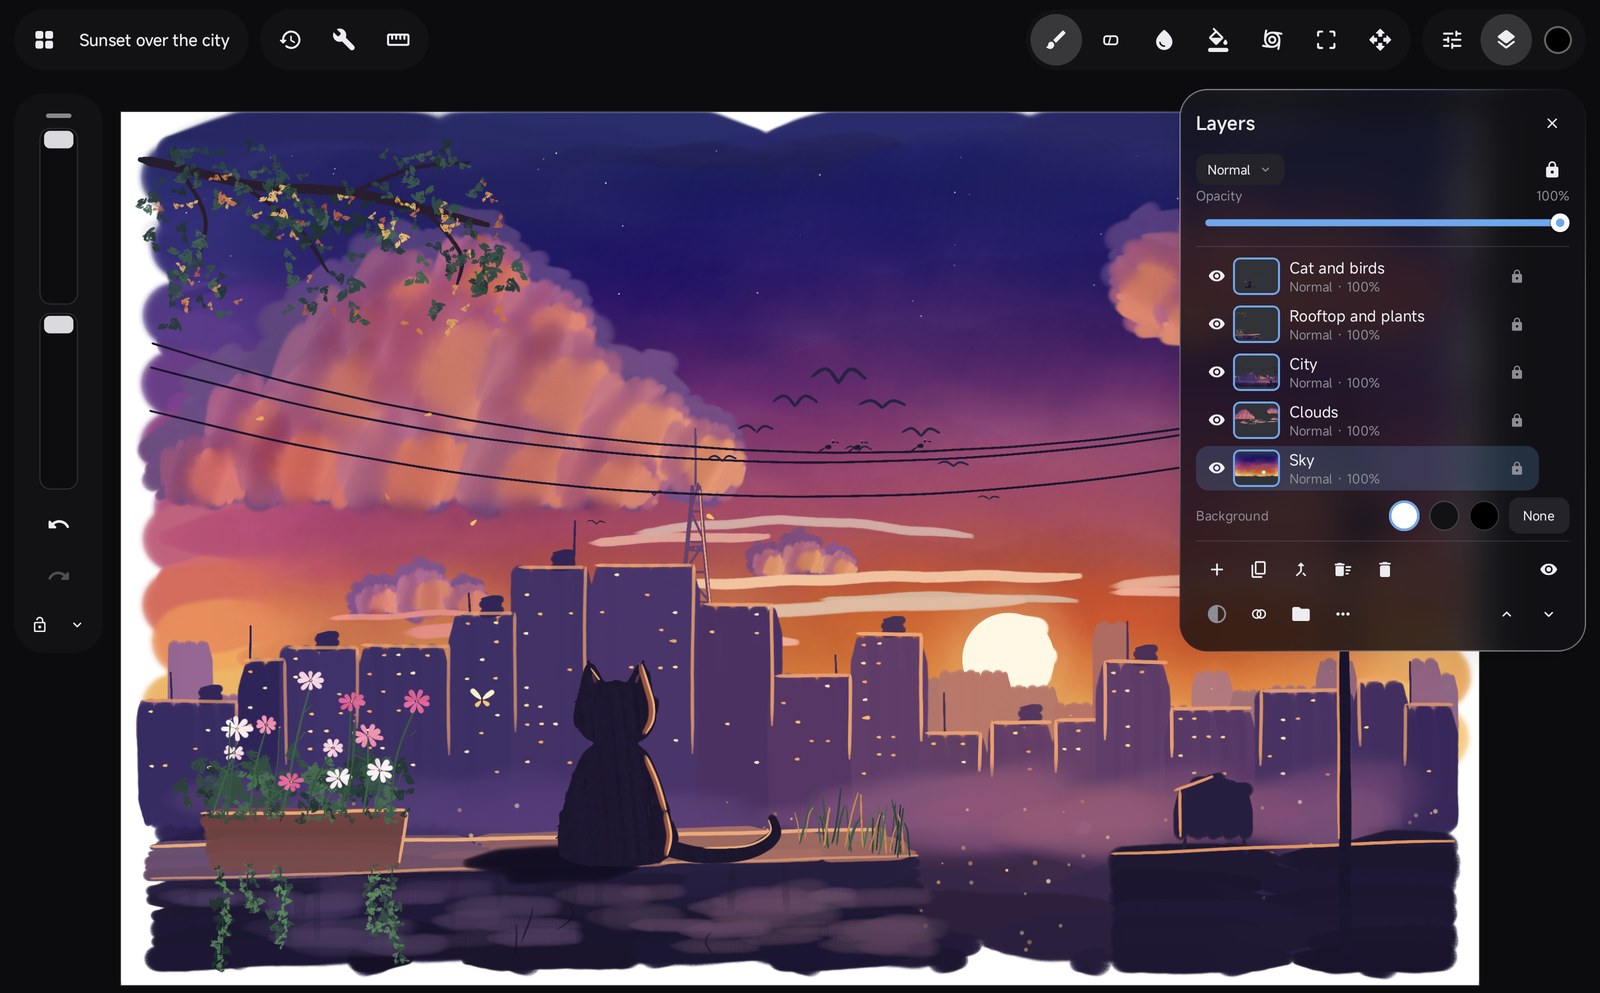 Sunset over the city
Layers
Normal
Opacity 100%
Cat and birds
Normal · 100%
Rooftop and plants
Normal · 100%
City
Normal · 100%
Clouds
Normal · 100%
Sky
Normal · 100%
Background None